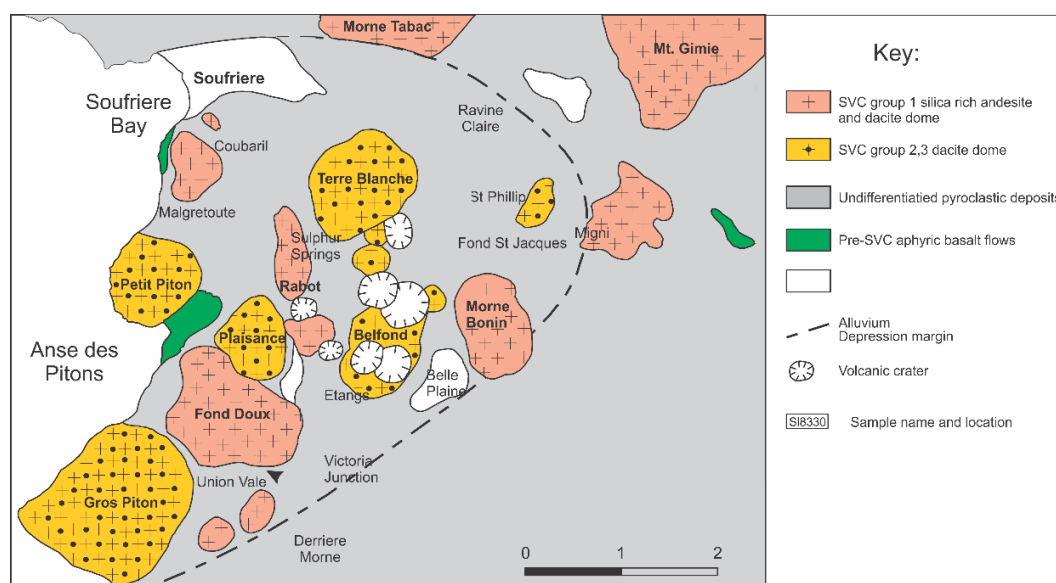 Morne Tabac
Mt. Gimie
Soufriere
Soufriere
Bay
Ravine
Claire
Coubaril
Terre Blanche
St Phillip
Malgretoute
Sulphur
Springs
Fond St Jacques
Migni
Petit Piton
Rabot
Morne
Bonin
Plaisance
Belfond
Anse des
Pitons
Belle
Plaine
Etangs
Fond Doux
Victoria
Junction
Union Vale
Gros Piton
Derriere
Morne
0
1
2
Key:
SVC group 1 silica rich andesite
and dacite dome
SVC group 2,3 dacite dome
Undifferentiatied pyroclastic deposits
Pre-SVC aphyric basalt flows
Alluvium
Depression margin
Volcanic crater
SI8330
Sample name and location